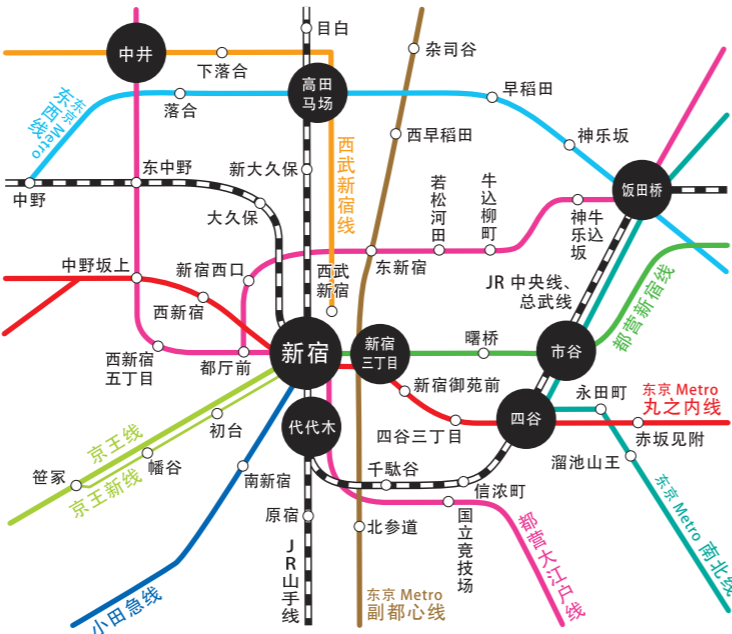 目白
杂司谷
中井
下落合
高田
马场
早稻田
落合
东京 Metro
东西线
西早稻田
神乐坂
西武新宿线
新大久保
东中野
中野
大久保
若松河田
牛込柳町
饭田桥
牛込
神乐坂
中野坂上
新宿西口
西武
新宿
东新宿
JR 中央线、
总武线
都营新宿线
西新宿
新宿
新宿
三丁目
曙桥
市谷
西新宿
五丁目
都厅前
新宿御苑前
永田町
东京 Metro
丸之内线
京王线
初台
代代木
四谷三丁目
四谷
赤坂见附
溜池山王
笹冢
幡谷
京王新线
南新宿
千駄谷
信浓町
原宿
北参道
国立竞技场
都营大江户线
东京 Metro 南北线
JR山手线
小田急线
东京 Metro
副都心线